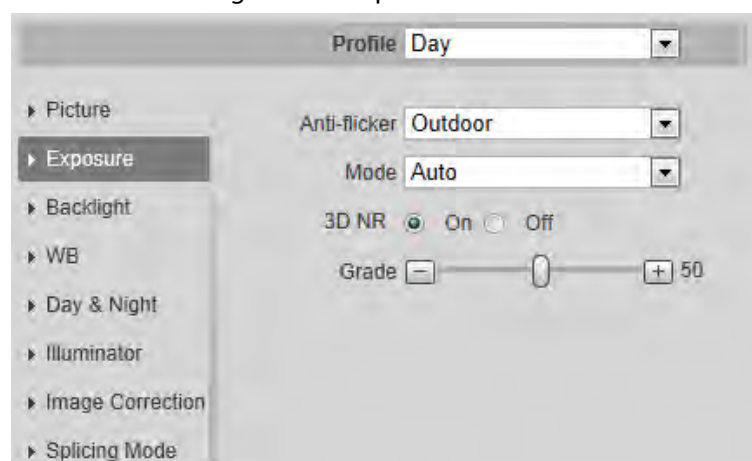 Profile Day
Picture
Exposure
Backlight
WB
Day & Night
Illuminator
Image Correction
Splicing Mode
Anti-flicker Outdoor
Mode Auto
3D NR On Off
Grade - + 50